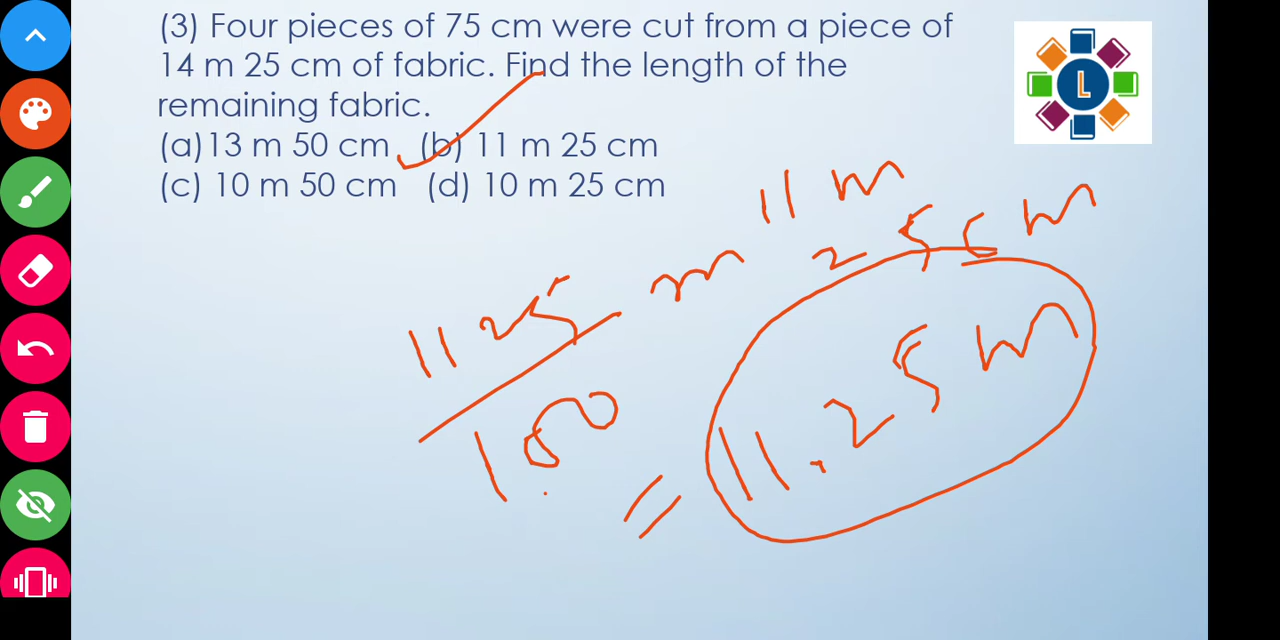 (3) Four pieces of 75 cm were cut from a piece of
14 m 25 cm of fabric. Find the length of the
remaining fabric.
(a)13 m 50 cm (b) 11 m 25 cm
(c) 10 m 50 cm (d) 10 m 25 cm
L
11 m
25 cm
1125
m
100
= 11.25 m